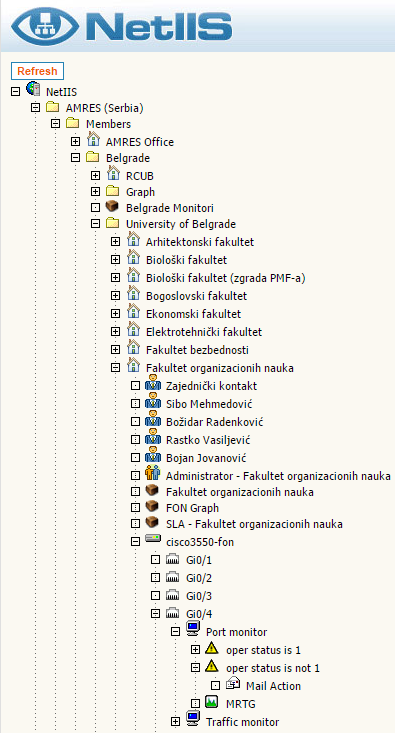 NetIIS
Refresh
NetIIS
AMRES (Serbia)
Members
AMRES Office
Belgrade
RCUB
Graph
Belgrade Monitori
University of Belgrade
Arhitektonski fakultet
Biološki fakultet
Biološki fakultet (zgrada PMF-a)
Bogoslovski fakultet
Ekonomski fakultet
Elektrotehnički fakultet
Fakultet bezbednosti
Fakultet organizacionih nauka
Zajednički kontakt
Sibo Mehmedović
Božidar Radenković
Rastko Vasiljević
Bojan Jovanović
Administrator - Fakultet organizacionih nauka
Fakultet organizacionih nauka
FON Graph
SLA - Fakultet organizacionih nauka
cisco3550-fon
Gi0/1
Gi0/2
Gi0/3
Gi0/4
Port monitor
oper status is 1
oper status is not 1
Mail Action
MRTG
Traffic monitor